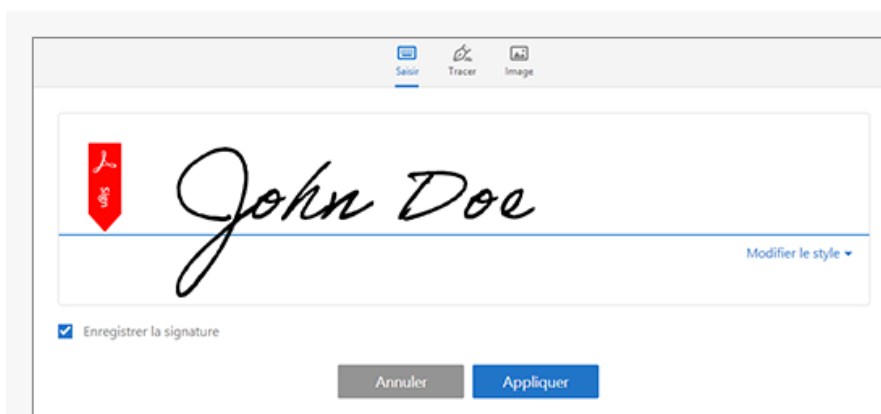 Saisir Tracer Image
Sign
John Doe
Modifier le style
Enregistrer la signature
Annuler Appliquer